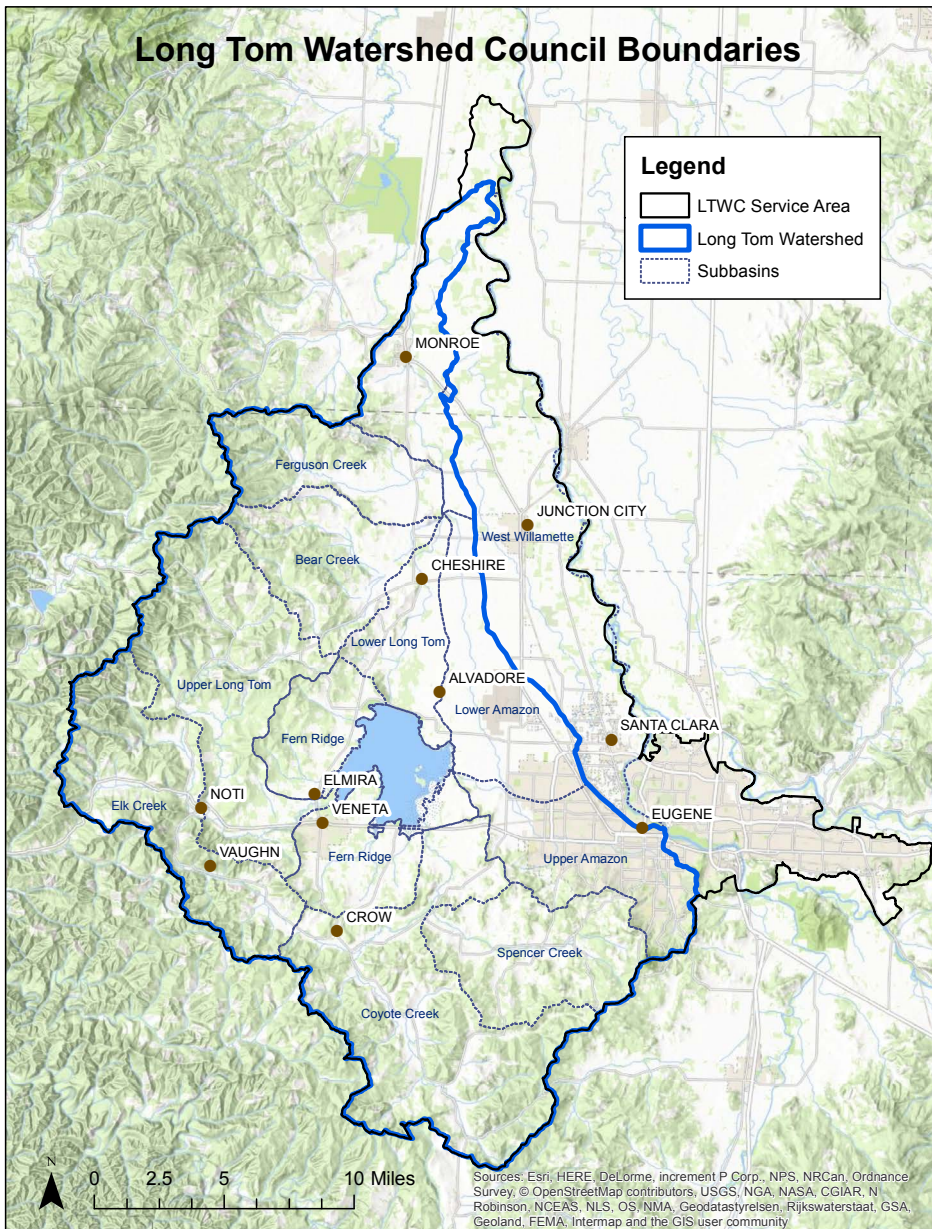 Long Tom Watershed Council Boundaries
Legend
LTWC Service Area
Long Tom Watershed
Subbasins
MONROE
Ferguson Creek
JUNCTION CITY
West Willamette
Bear Creek
CHESHIRE
Lower Long Tom
Upper Long Tom
ALVADORE
Lower Amazon
SANTA CLARA
Fern Ridge
ELMIRA
NOTI
Elk Creek
VENETA
EUGENE
Fern Ridge
Upper Amazon
VAUGHN
CROW
Spencer Creek
Coyote Creek
N
0 2.5 5 10 Miles
Sources: Esri, HERE, DeLorme, increment P Corp., NPS, NRCan, Ordnance
Survey, © OpenStreetMap contributors, USGS, NGA, NASA, CGIAR, N
Robinson, NCEAS, NLS, OS, NMA, Geodatastyrelsen, Rijkswaterstaat, GSA,
Geoland, FEMA, Intermap and the GIS user community